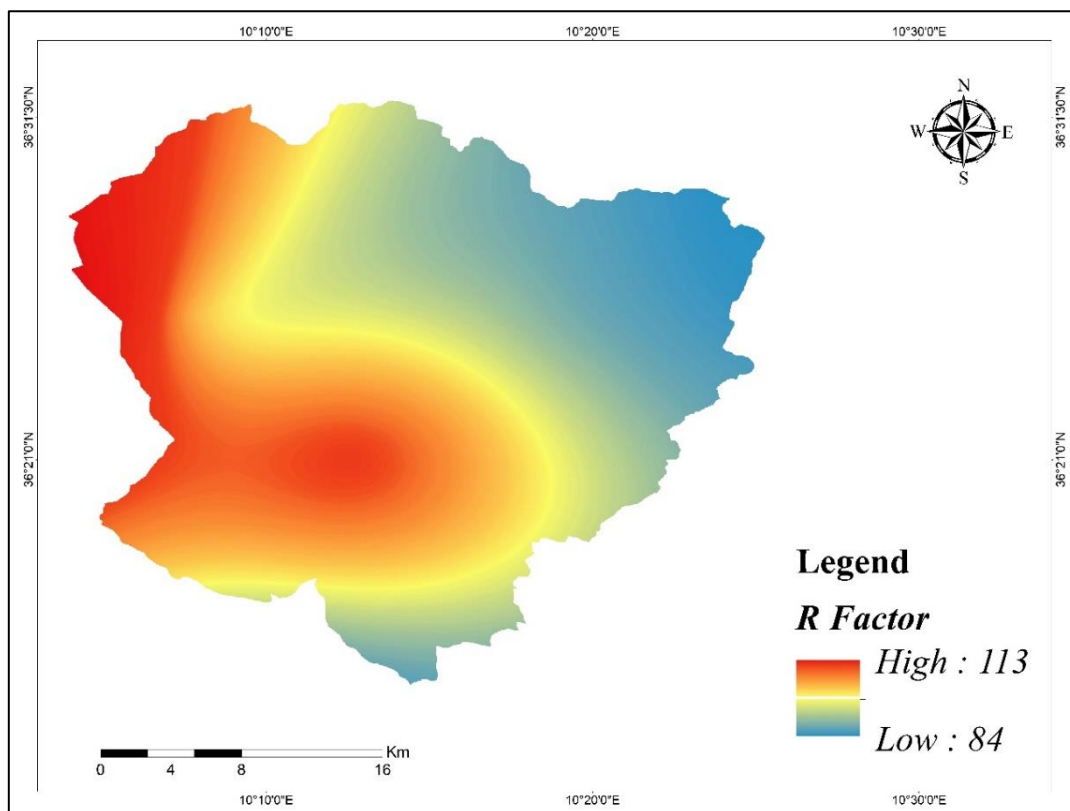 10°10'0"E 10°20'0"E 10°30'0"E
36°31'30"N 36°31'30"N
N
W E
S
36°21'0"N 36°21'0"N
Legend
R Factor
High : 113
Low : 84
Km
0 4 8 16
10°10'0"E 10°20'0"E 10°30'0"E